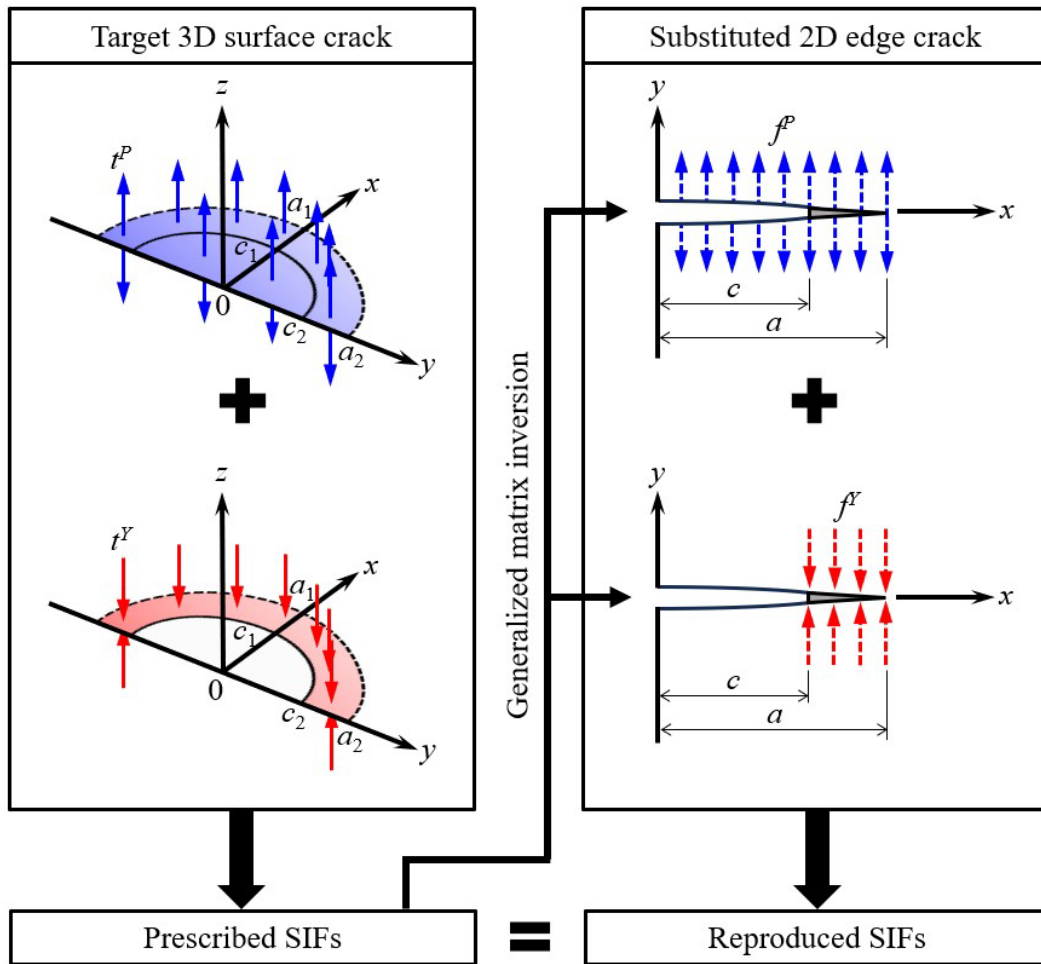 Target 3D surface crack
z
t^P
x
a₁
c₁
0
c₂
a₂
y
z
t^Y
x
a₁
c₁
0
c₂
a₂
y
Prescribed SIFs
Generalized matrix inversion
=
Substituted 2D edge crack
y
f^P
x
c
a
y
f^Y
x
c
a
Reproduced SIFs